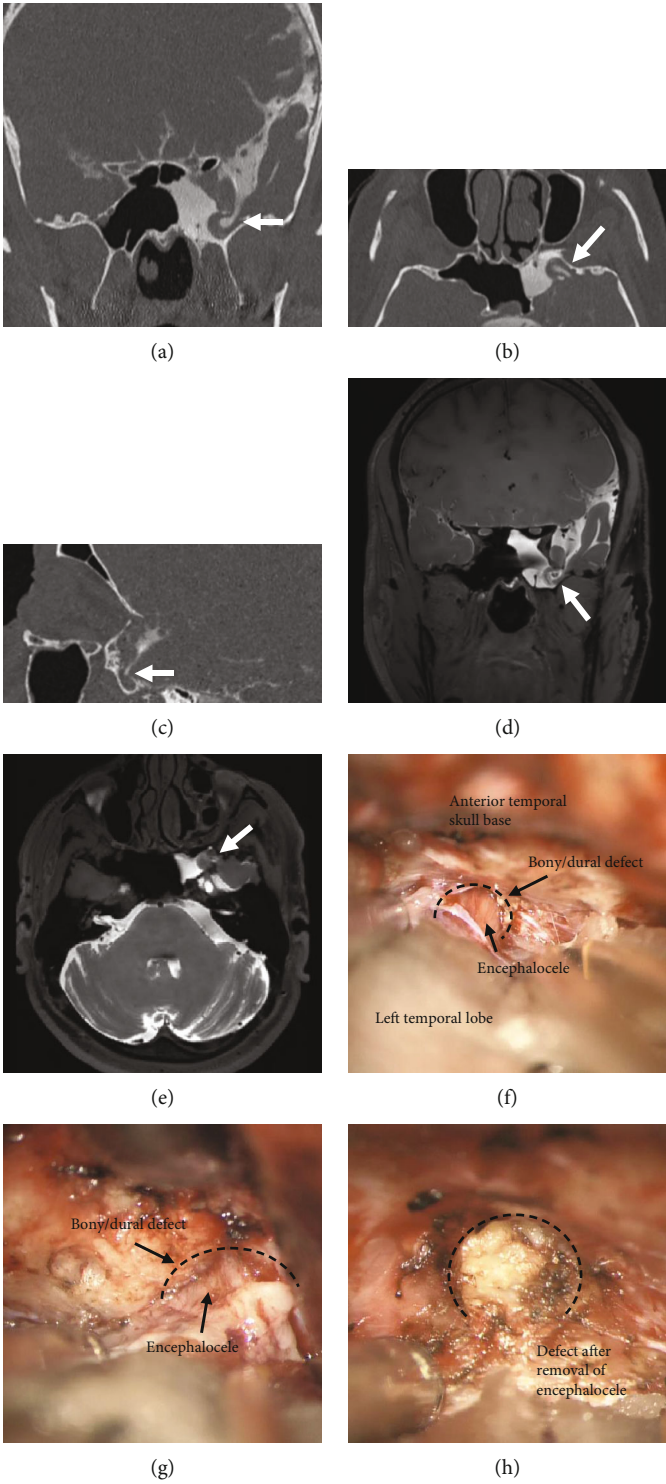 (a)
(b)
(c)
(d)
Anterior temporal
skull base
Bony/dural defect
Encephalocele
Left temporal lobe
(e)
(f)
Bony/dural defect
Encephalocele
Defect after
removal of
encephalocele
(g)
(h)